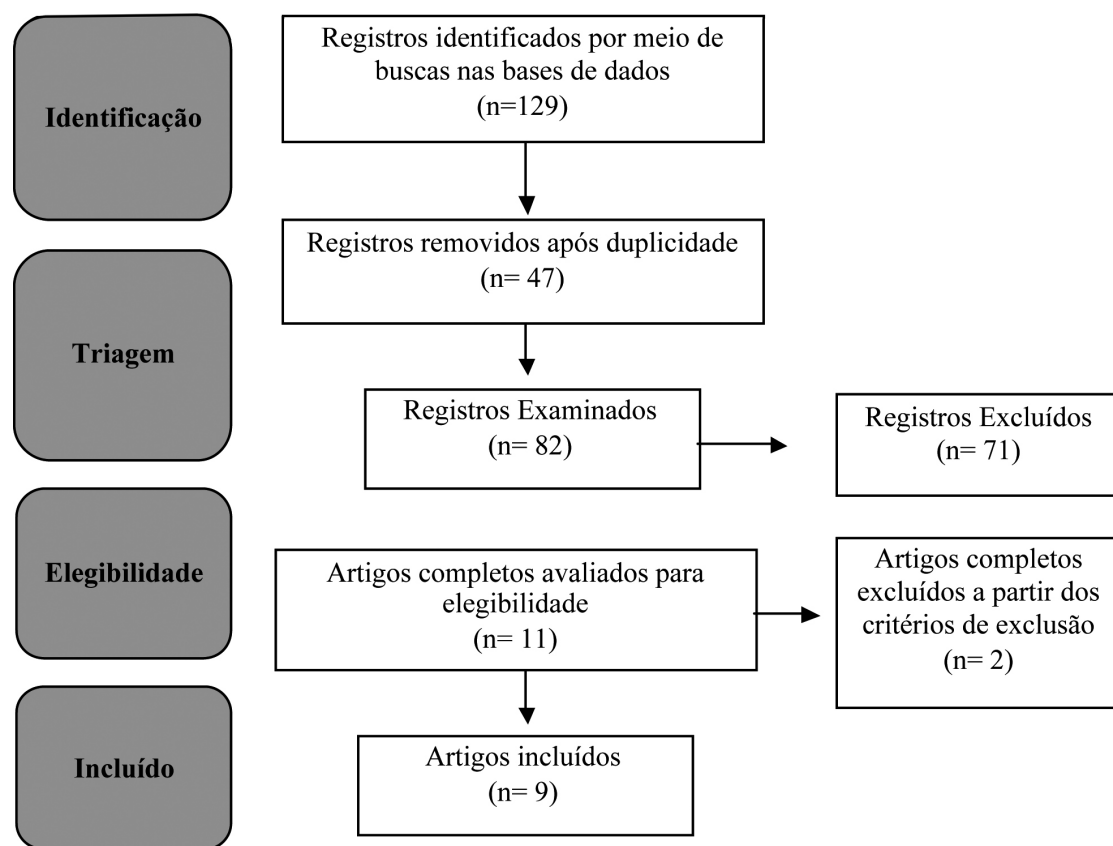 Identificação
Registros identificados por meio de
buscas nas bases de dados
(n=129)
Registros removidos após duplicidade
(n= 47)
Triagem
Registros Examinados
(n= 82)
Registros Excluídos
(n= 71)
Elegibilidade
Artigos completos avaliados para
elegibilidade
(n= 11)
Artigos completos
excluídos a partir dos
critérios de exclusão
(n= 2)
Incluído
Artigos incluídos
(n= 9)